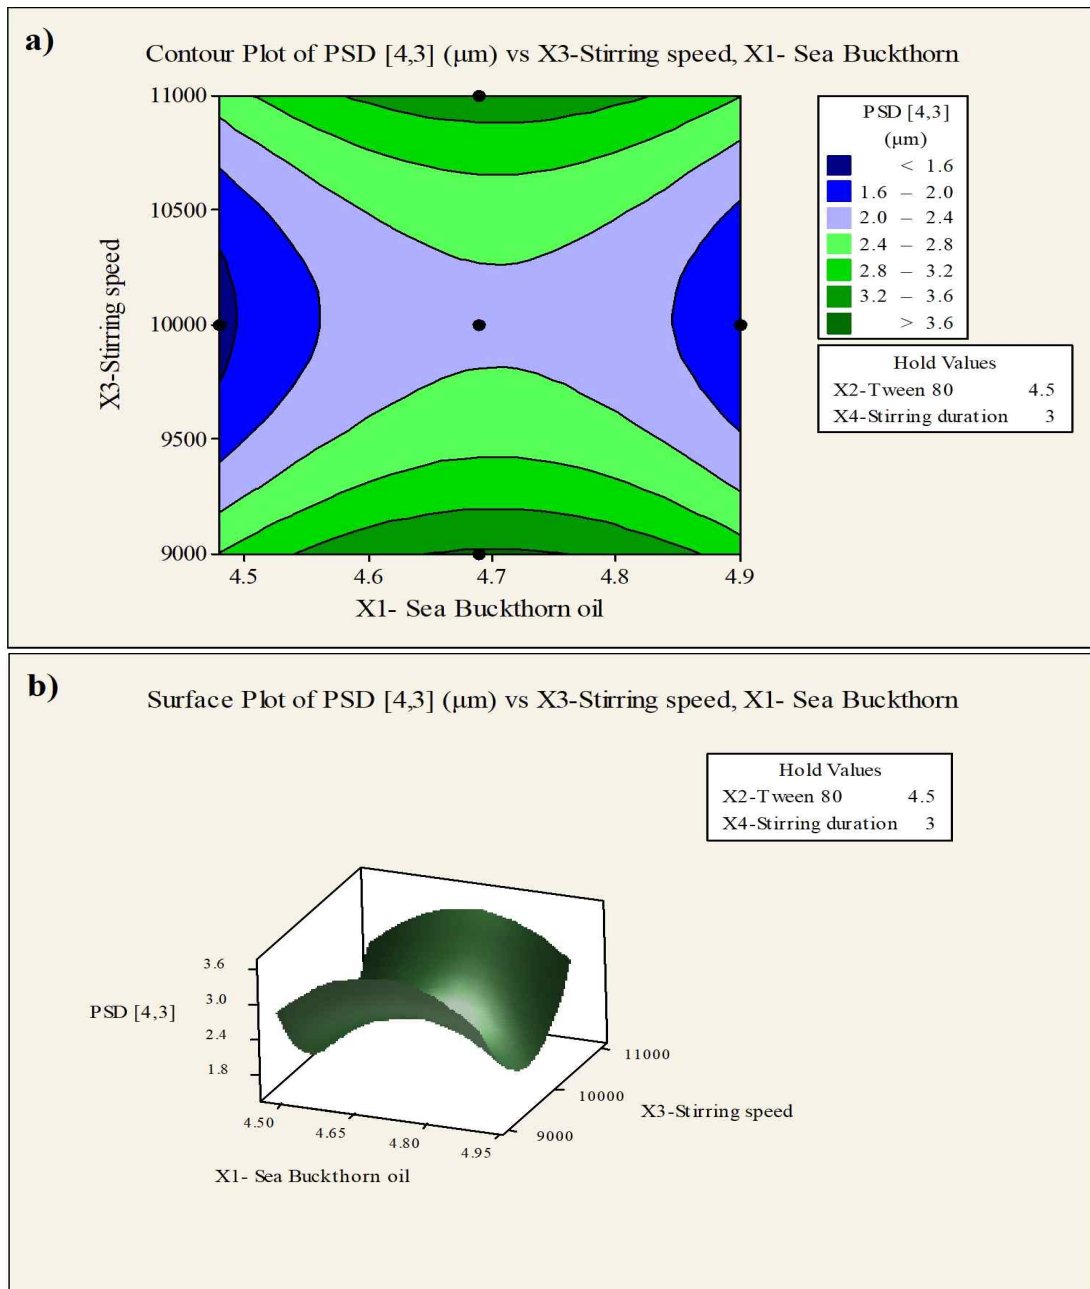 a)
Contour Plot of PSD [4,3] (μm) vs X3-Stirring speed, X1- Sea Buckthorn
11000
10500
10000
9500
9000
X3-Stirring speed
4.5 4.6 4.7 4.8 4.9
X1- Sea Buckthorn oil
PSD [4,3]
(μm)
< 1.6
1.6 – 2.0
2.0 – 2.4
2.4 – 2.8
2.8 – 3.2
3.2 – 3.6
> 3.6
Hold Values
X2-Tween 80 4.5
X4-Stirring duration 3
b)
Surface Plot of PSD [4,3] (μm) vs X3-Stirring speed, X1- Sea Buckthorn
Hold Values
X2-Tween 80 4.5
X4-Stirring duration 3
3.6
3.0
2.4
1.8
PSD [4,3]
4.50 4.65 4.80 4.95
X1- Sea Buckthorn oil
9000
10000
11000
X3-Stirring speed